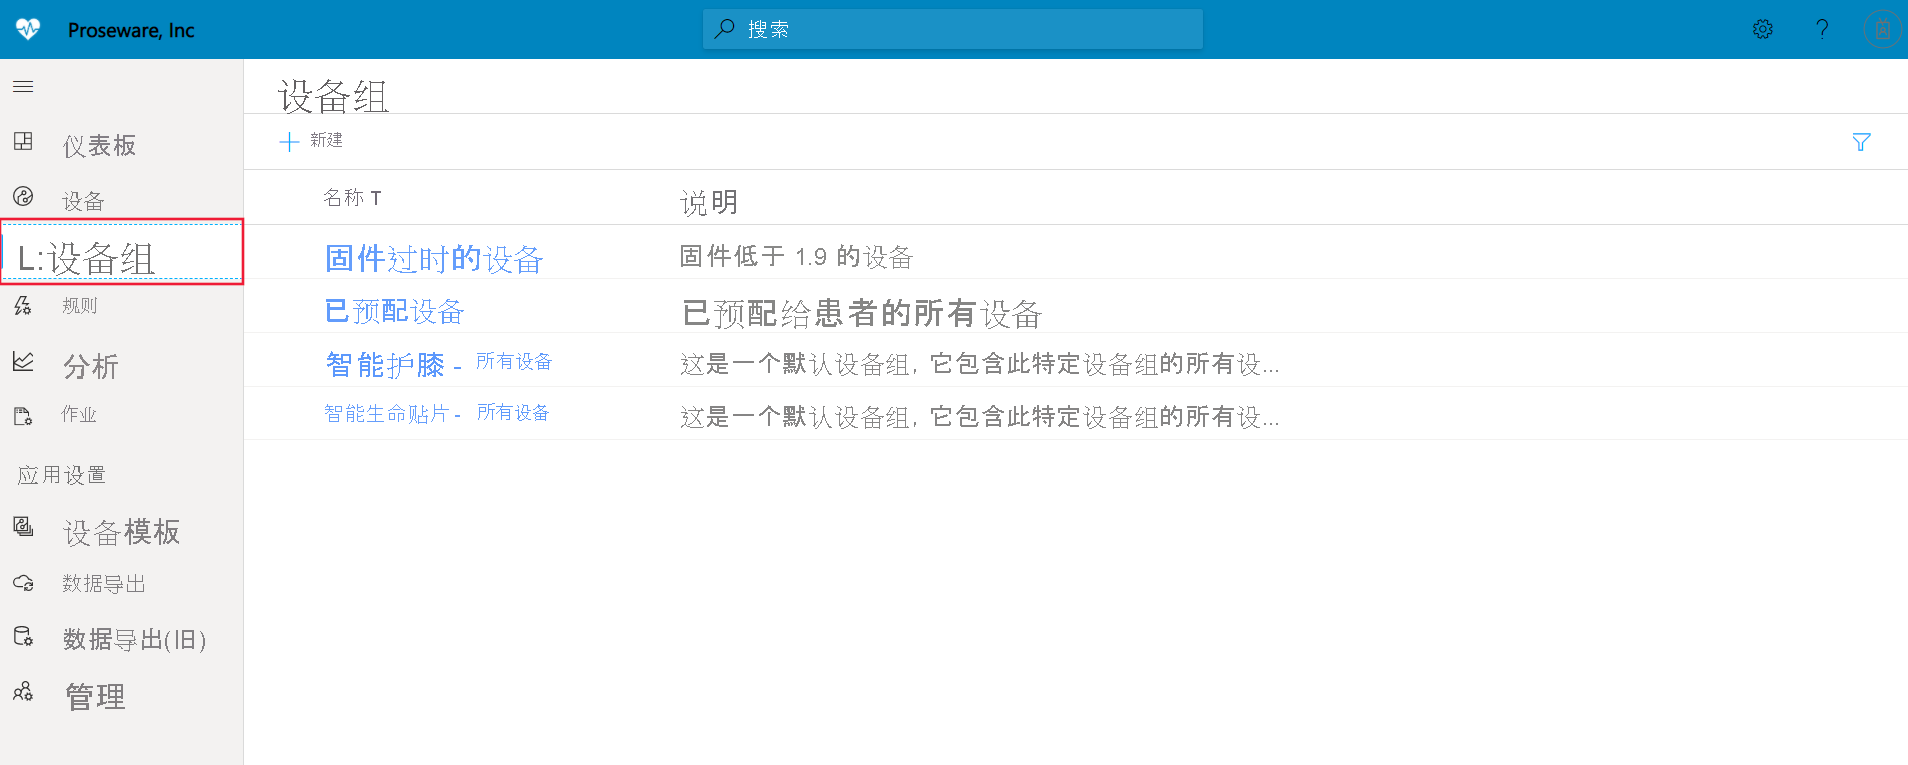 Proseware, Inc
搜索
设备组
新建
仪表板
设备
L:设备组
规则
分析
作业
应用设置
设备模板
数据导出
数据导出(旧)
管理
名称 T 说明
固件过时的设备 固件低于 1.9 的设备
已预配设备 已预配给患者的所有设备
智能护膝 - 所有设备 这是一个默认设备组, 它包含此特定设备组的所有设...
智能生命贴片 - 所有设备 这是一个默认设备组, 它包含此特定设备组的所有设...